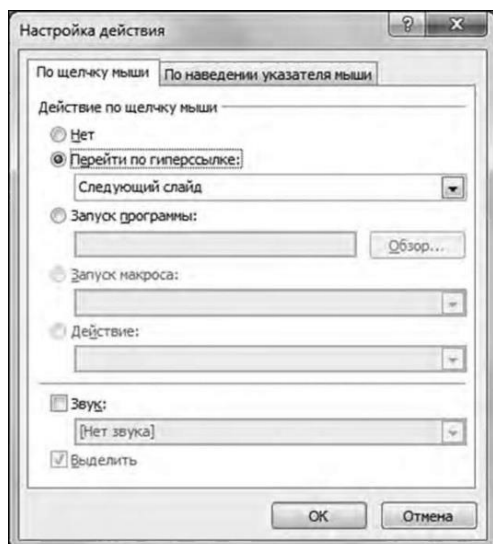 Настройка действия
По щелчку мыши По наведении указателя мыши
Действие по щелчку мыши
Нет
Перейти по гиперссылке:
Следующий слайд
Запуск программы:
Обзор...
Запуск макроса:
Действие:
Звук:
[Нет звука]
Выделить
ОК Отмена